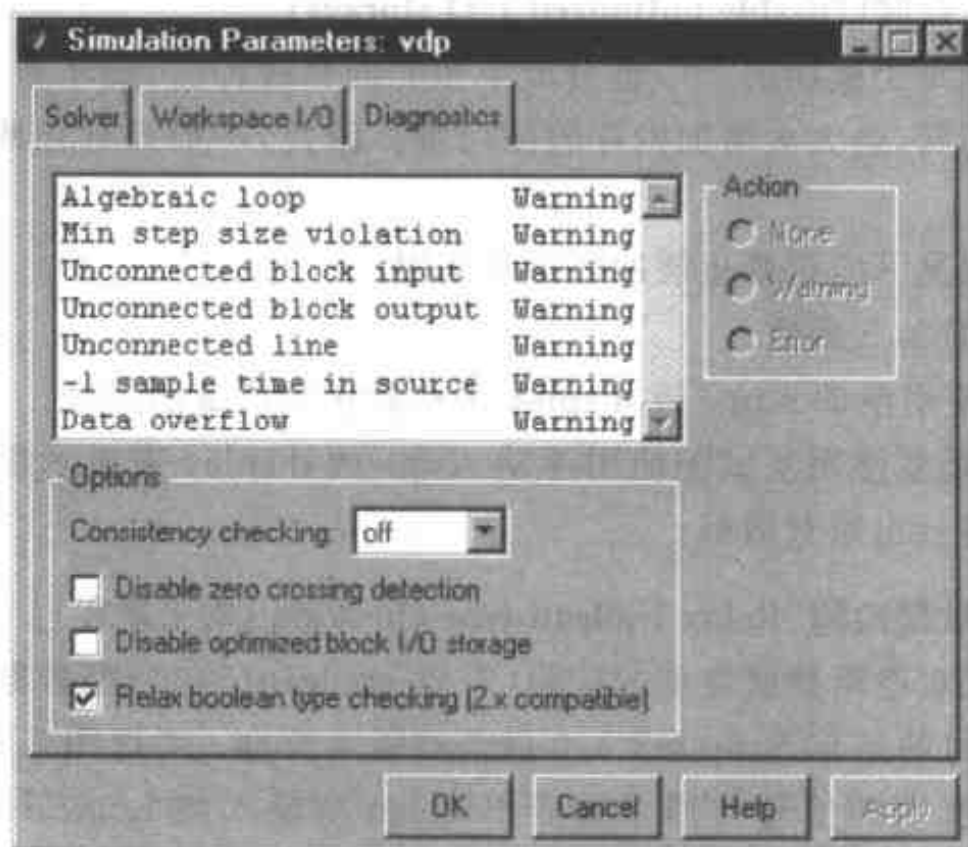 Simulation Parameters: vdp
Solver Workspace I/O Diagnostics
Algebraic loop Warning
Min step size violation Warning
Unconnected block input Warning
Unconnected block output Warning
Unconnected line Warning
-1 sample time in source Warning
Data overflow Warning
Action
None
Warning
Error
Options
Consistency checking: off
Disable zero crossing detection
Disable optimized block I/O storage
Relax boolean type checking (2.x compatible)
OK Cancel Help Apply